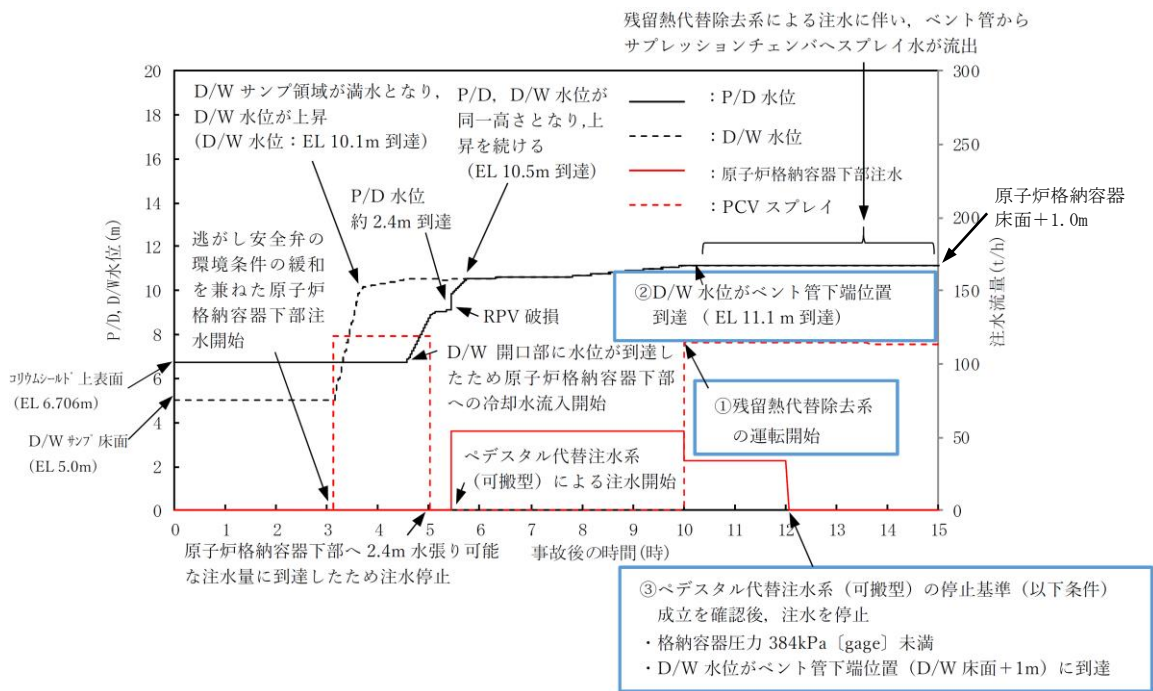 残留熱代替除去系による注水に伴い，ベント管から
サプレッションチェンバへスプレイ水が流出
D/W サンプ領域が満水となり，
D/W 水位が上昇
(D/W 水位：EL 10.1m 到達)
P/D，D/W 水位が
同一高さとなり,上
昇を続ける
(EL 10.5m 到達)
：P/D 水位
：D/W 水位
：原子炉格納容器下部注水
：PCV スプレイ
原子炉格納容器
床面＋1.0m
P/D 水位
約 2.4m 到達
逃がし安全弁の
環境条件の緩和
を兼ねた原子炉
格納容器下部注
水開始
RPV 破損
②D/W 水位がベント管下端位置
到達（ EL 11.1 m 到達）
D/W 開口部に水位が到達し
たため原子炉格納容器下部
への冷却水流入開始
①残留熱代替除去系
の運転開始
ペデスタル代替注水系
（可搬型）による注水開始
ｺﾘｳﾑｼｰﾙﾄﾞ 上表面
(EL 6.706m)
D/W ｻﾝﾌﾟ 床面
(EL 5.0m)
P/D, D/W水位(m)
20
18
16
14
12
10
8
6
4
2
0
注水流量(t/h)
300
250
200
150
100
50
0
0 1 2 3 4 5 6 7 8 9 10 11 12 13 14 15
事故後の時間(時)
原子炉格納容器下部へ 2.4m 水張り可能
な注水量に到達したため注水停止
③ペデスタル代替注水系（可搬型）の停止基準（以下条件）
成立を確認後，注水を停止
・格納容器圧力 384kPa〔gage〕未満
・D/W 水位がベント管下端位置（D/W 床面＋1m）に到達